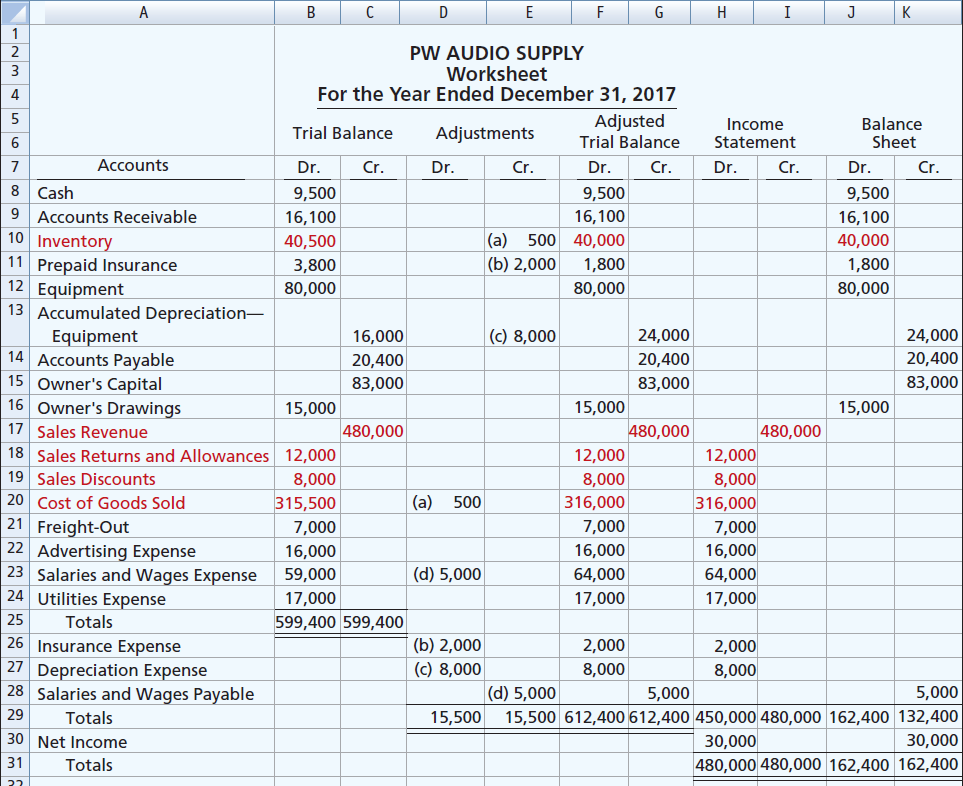 A B C D E F G H I J K
1
2 PW AUDIO SUPPLY
3 Worksheet
4 For the Year Ended December 31, 2017
5 Adjusted Income Balance
Trial Balance Adjustments
6 Trial Balance Statement Sheet
7 Accounts Dr. Cr. Dr. Cr. Dr. Cr. Dr. Cr. Dr. Cr.
8 Cash 9,500 9,500 9,500
9 Accounts Receivable 16,100 16,100 16,100
10 Inventory 40,500 (a) 500 40,000 40,000
11 Prepaid Insurance 3,800 (b) 2,000 1,800 1,800
12 Equipment 80,000 80,000 80,000
13 Accumulated Depreciation—
Equipment 16,000 (c) 8,000 24,000 24,000
14 Accounts Payable 20,400 20,400 20,400
15 Owner's Capital 83,000 83,000 83,000
16 Owner's Drawings 15,000 15,000 15,000
17 Sales Revenue 480,000 480,000 480,000
18 Sales Returns and Allowances 12,000 12,000 12,000
19 Sales Discounts 8,000 8,000 8,000
20 Cost of Goods Sold 315,500 (a) 500 316,000 316,000
21 Freight-Out 7,000 7,000 7,000
22 Advertising Expense 16,000 16,000 16,000
23 Salaries and Wages Expense 59,000 (d) 5,000 64,000 64,000
24 Utilities Expense 17,000 17,000 17,000
25 Totals 599,400 599,400
26 Insurance Expense (b) 2,000 2,000 2,000
27 Depreciation Expense (c) 8,000 8,000 8,000
28 Salaries and Wages Payable (d) 5,000 5,000 5,000
29 Totals 15,500 15,500 612,400 612,400 450,000 480,000 162,400 132,400
30 Net Income 30,000 30,000
31 Totals 480,000 480,000 162,400 162,400
32